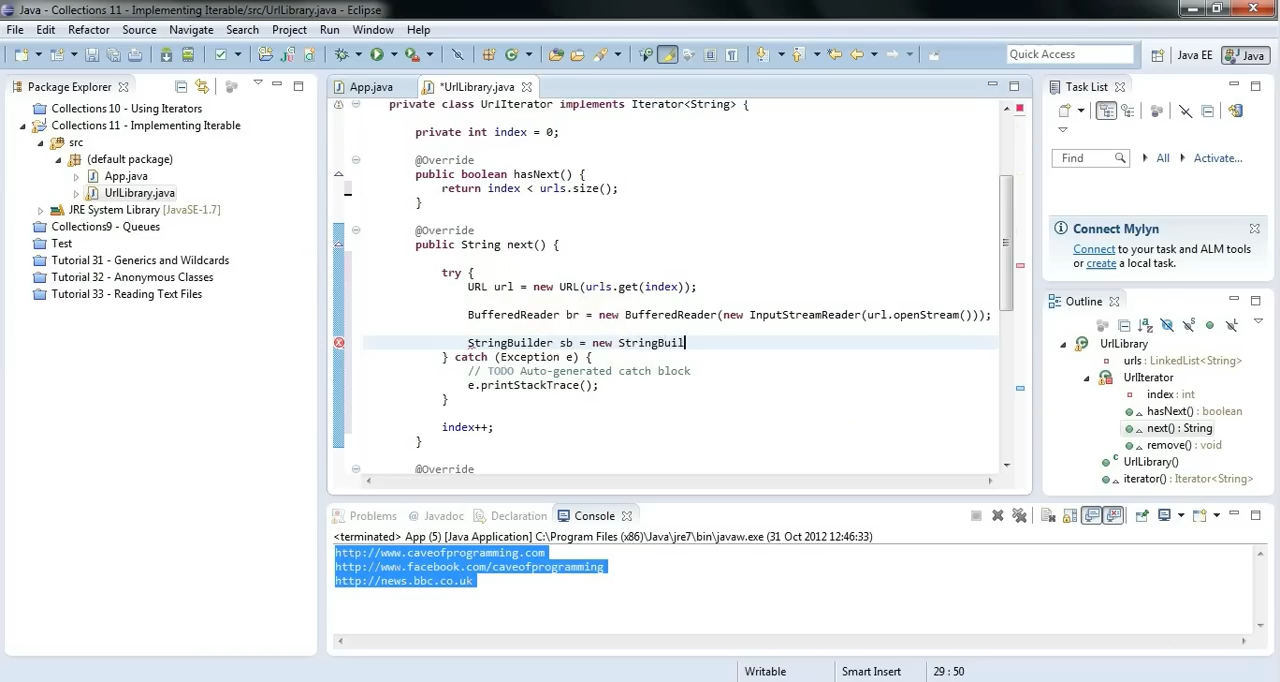 Java - Collections 11 - Implementing Iterable/src/UrlLibrary.java - Eclipse
File Edit Refactor Source Navigate Search Project Run Window Help
Quick Access
Java EE
Java
Package Explorer
Collections 10 - Using Iterators
Collections 11 - Implementing Iterable
src
(default package)
App.java
UrlLibrary.java
JRE System Library [JavaSE-1.7]
Collections9 - Queues
Test
Tutorial 31 - Generics and Wildcards
Tutorial 32 - Anonymous Classes
Tutorial 33 - Reading Text Files
App.java
*UrlLibrary.java
private class UrlIterator implements Iterator<String> {
private int index = 0;
@Override
public boolean hasNext() {
return index < urls.size();
}
@Override
public String next() {
try {
URL url = new URL(urls.get(index));
BufferedReader br = new BufferedReader(new InputStreamReader(url.openStream()));
StringBuilder sb = new StringBuil
} catch (Exception e) {
// TODO Auto-generated catch block
e.printStackTrace();
}
index++;
}
@Override
Task List
Find
All
Activate...
Connect Mylyn
Connect to your task and ALM tools
or create a local task.
Outline
UrlLibrary
urls : LinkedList<String>
UrlIterator
index : int
hasNext() : boolean
next() : String
remove() : void
UrlLibrary()
iterator() : Iterator<String>
Problems
@ Javadoc
Declaration
Console
<terminated> App (5) [Java Application] C:\Program Files (x86)\Java\jre7\bin\javaw.exe (31 Oct 2012 12:46:33)
http://www.caveofprogramming.com
http://www.facebook.com/caveofprogramming
http://news.bbc.co.uk
Writable
Smart Insert
29 : 50